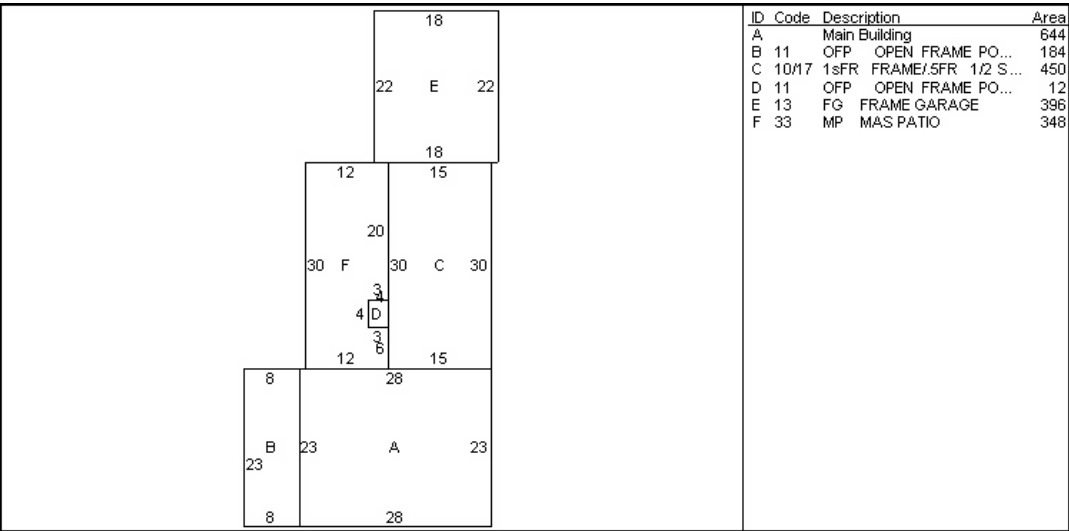 18
22 E 22
18
12 15
20
30 F 30 C 30
3
4
4 D
3
6
12 15
8 28
B 23 A 23
23
8 28
ID Code Description Area
A Main Building 644
B 11 OFP OPEN FRAME PO... 184
C 10/17 1sFR FRAME/.5FR 1/2 S... 450
D 11 OFP OPEN FRAME PO... 12
E 13 FG FRAME GARAGE 396
F 33 MP MAS PATIO 348